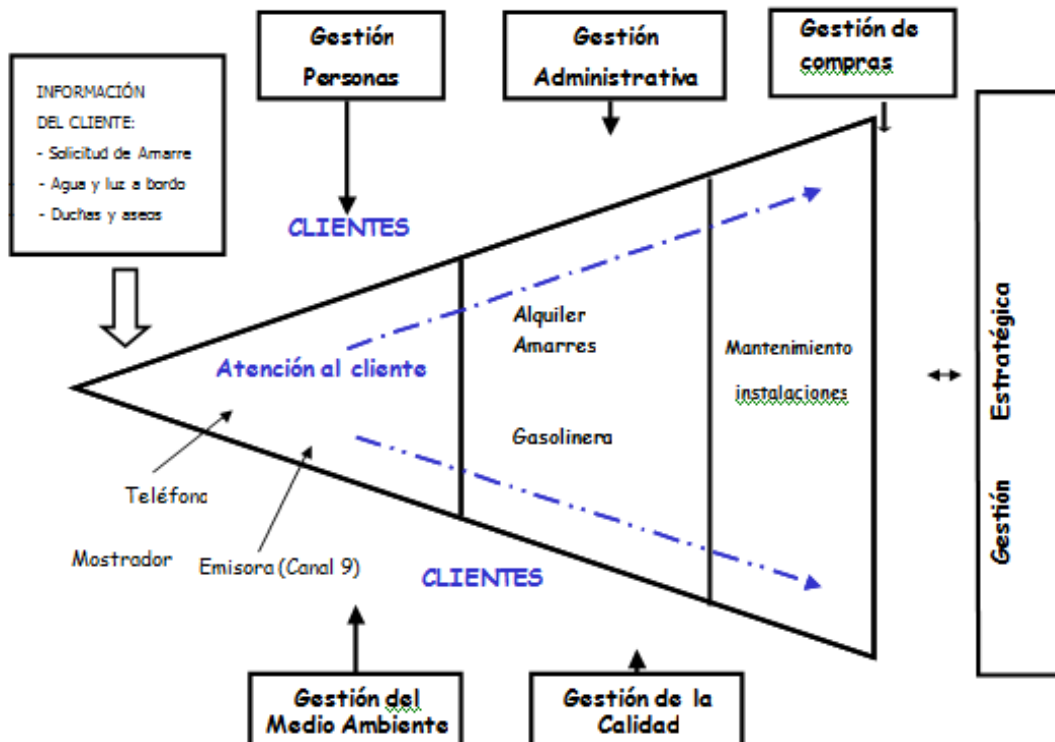 Gestión
Personas
Gestión
Administrativa
Gestión de
compras
INFORMACIÓN
DEL CLIENTE:
- Solicitud de Amarre
- Agua y luz a bordo
- Duchas y aseos
CLIENTES
Alquiler
Amarres
Atención al cliente
Mantenimiento
instalaciones
Gasolinera
Teléfono
Mostrador
Emisora (Canal 9)
CLIENTES
Gestión Estratégica
Gestión del
Medio Ambiente
Gestión de la
Calidad